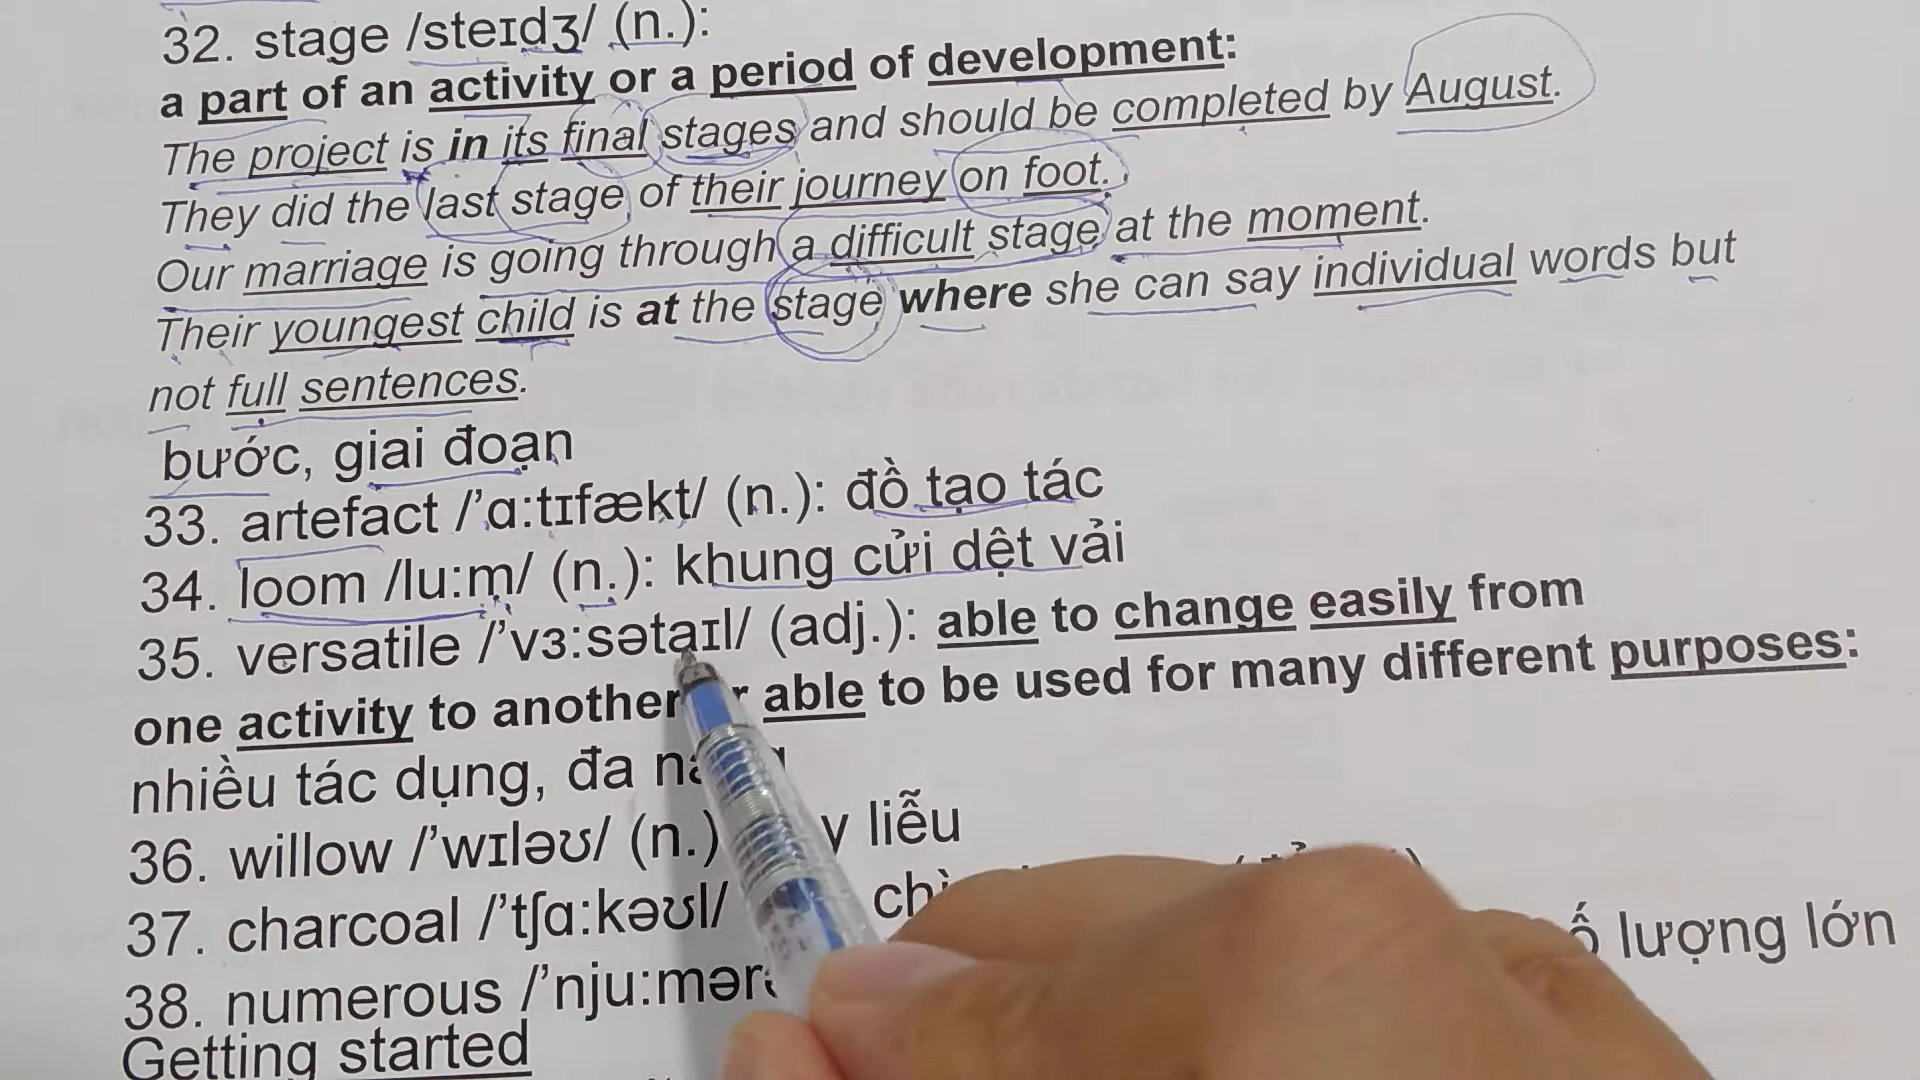 32. stage /steɪdʒ/ (n.):
a part of an activity or a period of development:
The project is in its final stages and should be completed by August.
They did the last stage of their journey on foot.
Our marriage is going through a difficult stage at the moment.
Their youngest child is at the stage where she can say individual words but
not full sentences.
bước, giai đoạn
33. artefact /’ɑ:tɪfækt/ (n.): đồ tạo tác
34. loom /lu:m/ (n.): khung cửi dệt vải
35. versatile /’vɜ:sətaɪl/ (adj.): able to change easily from
one activity to another able to be used for many different purposes:
nhiều tác dụng, đa
36. willow /’wɪləʊ/ (n.) liễu
37. charcoal /’tʃɑ:kəʊl/
38. numerous lượng lớn
Getting started